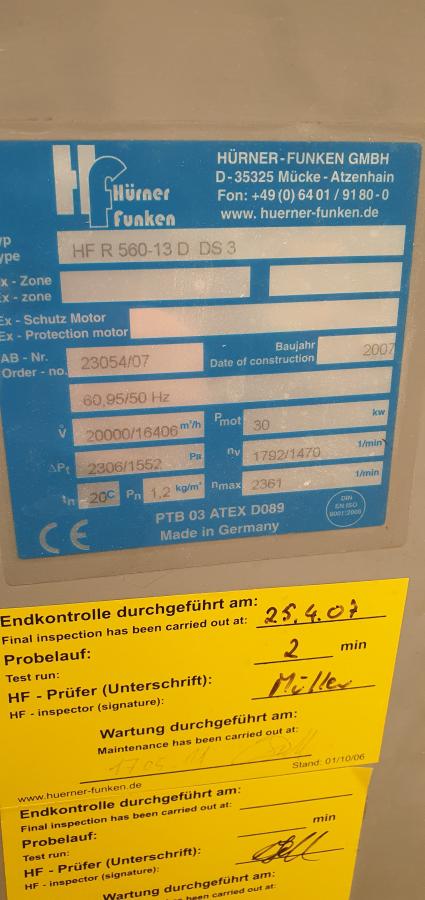 Hürner
Funken
HÜRNER-FUNKEN GMBH
D-35325 Mücke - Atzenhain
Fon: +49 (0) 64 01 / 91 80 - 0
www. huerner-funken.de
yp
ype
HF R 560-13 D DS 3
Ex - Zone
Ex - zone
Ex - Schutz Motor
Ex - Protection motor
AB - Nr.
Order - no.
23054/07
Baujahr
Date of construction
2007
60,95/50 Hz
V̇ 20000/16406 m³/h
Pmot 30 kw
ΔPt 2306/1552 Pa
nv 1792/1470 1/min
tn -20°C Pn 1,2 kg/m³ nmax 2361 1/min
PTB 03 ATEX D089
Made in Germany
CE
DIN
EN ISO
9001:2000
Endkontrolle durchgeführt am: 25.4.07
Final inspection has been carried out at:
Probelauf: 2 min
Test run:
HF - Prüfer (Unterschrift): Müller
HF - inspector (signature):
Wartung durchgeführt am:
Maintenance has been carried out at:
www.huerner-funken.de
Stand: 01/10/06
Endkontrolle durchgeführt am:
Final inspection has been carried out at:
Probelauf: min
Test run:
HF - Prüfer (Unterschrift):
HF - inspector (signature):
Wartung durchgeführt am: